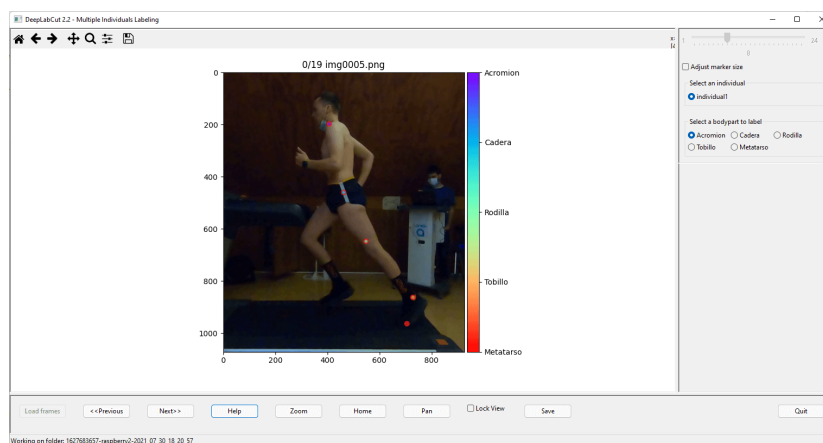 DeepLabCut 2.2 - Multiple Individuals Labeling
0/19 img0005.png
0
200
400
600
800
1000
0 200 400 600 800
Acromion
Cadera
Rodilla
Tobillo
Metatarso
1 24
0
Adjust marker size
Select an individual
individual1
Select a bodypart to label
Acromion Cadera Rodilla
Tobillo Metatarso
Load frames <<Previous Next>> Help Zoom Home Pan Lock View Save Quit
Working on folder: 1627683657-raspberry2-2021_07_30_18_20_57